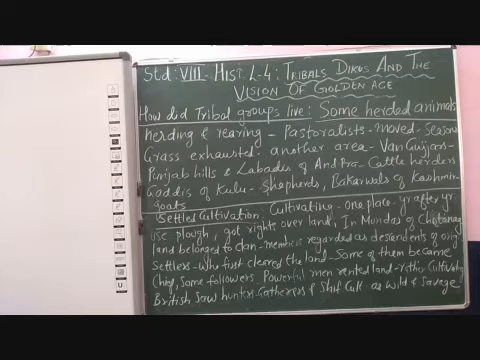 Std: VIII - HIST. L-4: TRIBALS DIKUS AND THE
VISION OF GOLDEN AGE
How did Tribal groups live: Some herded animals
herding & rearing - Pastoralists - moved - Seasons
Grass exhausted - another area - Van Gujjars -
Punjab hills & Labadis of Andhra - Cattle herders
Gaddis of Kulu - shepherds, Bakarwals of Kashmir -
goats
Settled Cultivation. Cultivating - one place - yr after yr
use plough, got rights over land, In Mundas of Chotanag
land belonged to clan - members regarded as descendents of orig
Settlers - who first cleared the land - Some of them became
Chief, Some followers Powerful men rented land - Cultivating
British Saw hunters Gatherers & Shif Cult as Wild & Savage